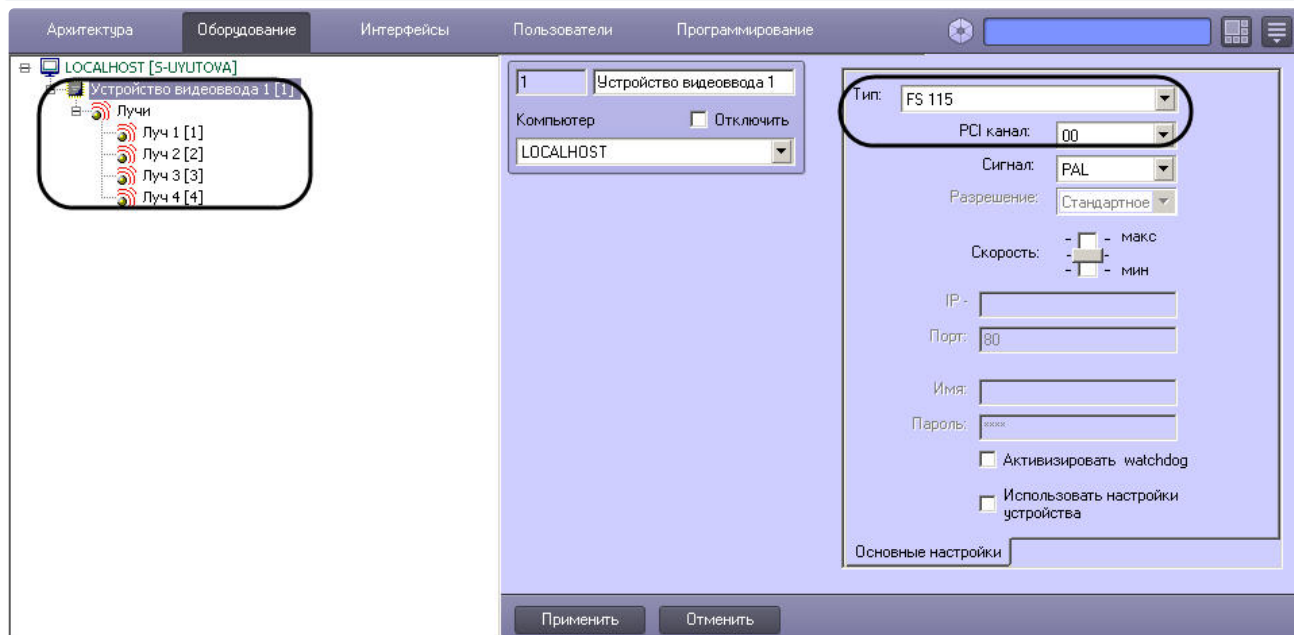 Архитектура Оборудование Интерфейсы Пользователи Программирование
LOCALHOST [S-UYUTOVA]
Устройство видеоввода 1 [1]
Лучи
Луч 1 [1]
Луч 2 [2]
Луч 3 [3]
Луч 4 [4]
1 Устройство видеоввода 1
Компьютер Отключить
LOCALHOST
Тип: FS 115
PCI канал: 00
Сигнал: PAL
Разрешение: Стандартное
- - макс
Скорость: - -
- - мин
IP -
Порт: 80
Имя:
Пароль: ****
Активизировать watchdog
Использовать настройки
устройства
Основные настройки
Применить Отменить